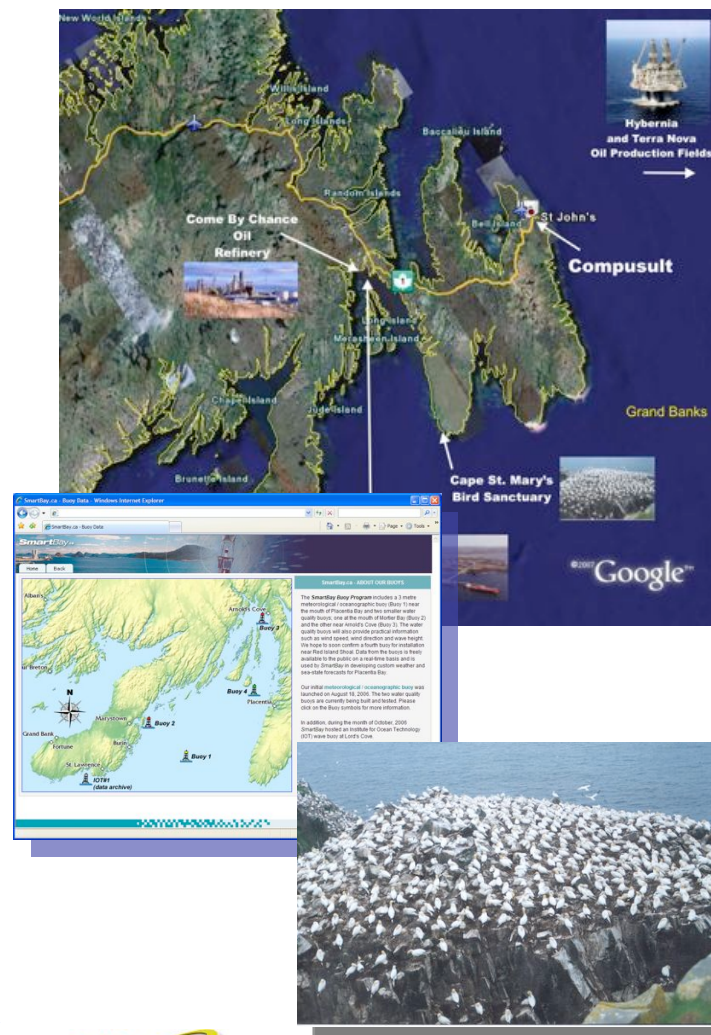 New World Islands
Willis Island
Long Islands
Baccalieu Island
Hybernia
and Terra Nova
Oil Production Fields
Random Islands
Come By Chance
Oil
Refinery
Bell Island
St John's
Compusult
1
Long Island
Merasheen Island
Chapel Island
Jude Island
Grand Banks
Brunette Island
Cape St. Mary's
Bird Sanctuary
©2007 Google™
SmartBay.ca - Buoy Data - Windows Internet Explorer
SmartBay.ca - Buoy Data
Page
Tools
SmartBay.ca
Home
Back
SmartBay.ca - ABOUT OUR BUOYS
The SmartBay Buoy Program includes a 3 metre
meteorological / oceanographic buoy (Buoy 1) near
the mouth of Placentia Bay and two smaller water
quality buoys, one at the mouth of Mortier Bay (Buoy 2)
and the other near Arnold's Cove (Buoy 3). The water
quality buoys will also provide practical information
such as wind speed, wind direction and wave height.
We hope to soon confirm a fourth buoy for installation
near Red Island Shoal. Data from the buoys is freely
available to the public on a real-time basis and is
used by SmartBay in developing custom weather and
sea-state forecasts for Placentia Bay.
Our initial meteorological / oceanographic buoy was
launched on August 18, 2006. The two water quality
buoys are currently being built and tested. Please
click on the Buoy symbols for more information.
In addition, during the month of October, 2006
SmartBay hosted an Institute for Ocean Technology
(IOT) wave buoy at Lord's Cove.
Alban's
Arnold's Cove
Buoy 3
ur Breton
N
Buoy 4
Placentia
Marystown
Buoy 2
Grand Bank
Fortune
Burin
Buoy 1
St. Lawrence
IOT#1
(data archive)